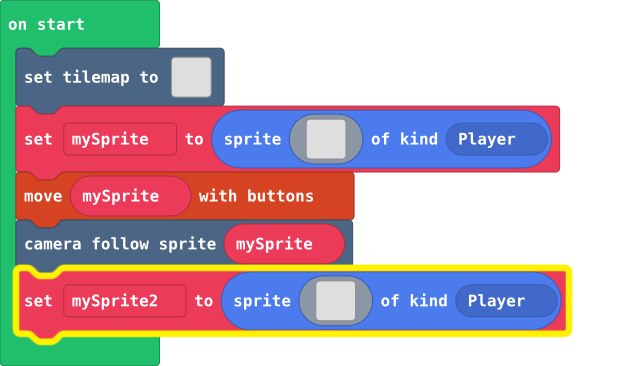 on start
set tilemap to
set mySprite to sprite of kind Player
move mySprite with buttons
camera follow sprite mySprite
set mySprite2 to sprite of kind Player